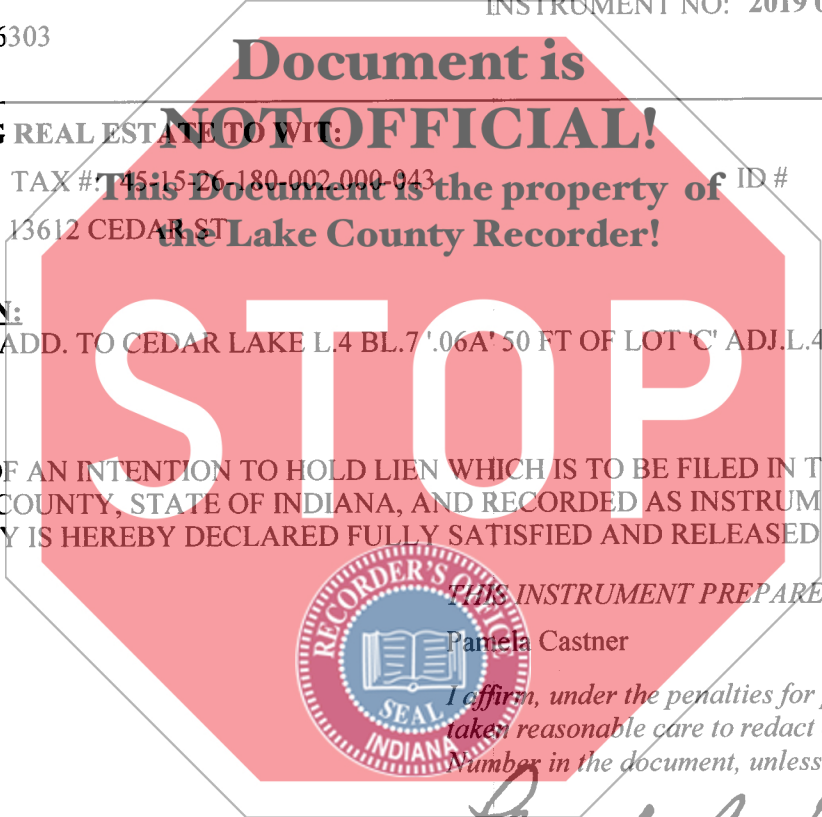 INSTRUMENT NO: 2019 0
6303
Document is
NOT OFFICIAL!
G REAL ESTATE TO WIT:
This Document is the property of
TAX #: 45-15-26-180-002.000-043 ID #
the Lake County Recorder!
13612 CEDAR ST
N:
ADD. TO CEDAR LAKE L.4 BL.7 '.06A' 50 FT OF LOT 'C' ADJ.L.4
STOP
OF AN INTENTION TO HOLD LIEN WHICH IS TO BE FILED IN T
COUNTY, STATE OF INDIANA, AND RECORDED AS INSTRUM
Y IS HEREBY DECLARED FULLY SATISFIED AND RELEASED
RECORDER'S OFFIC
SEAL
INDIANA
THIS INSTRUMENT PREPARE
Pamela Castner
I affirm, under the penalties for
taken reasonable care to redact
Number in the document, unless